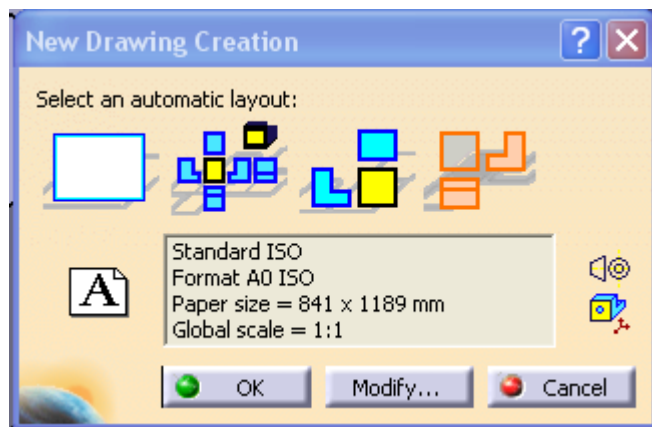 New Drawing Creation
Select an automatic layout:
A
Standard ISO
Format A0 ISO
Paper size = 841 x 1189 mm
Global scale = 1:1
OK
Modify...
Cancel